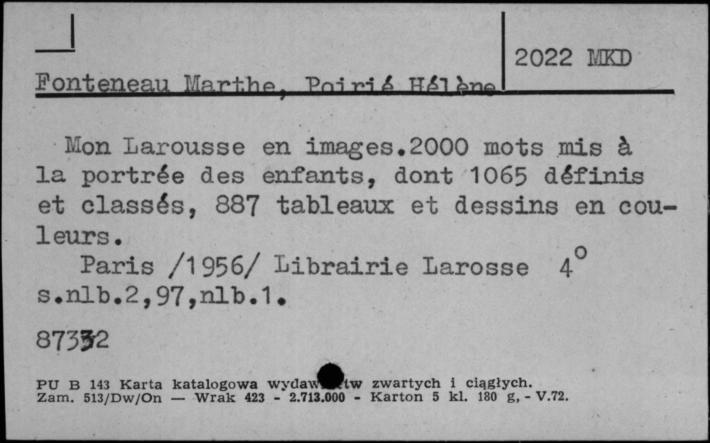 2022 MKD
Fonteneau Marthe, Poirié Hélène
Mon Larousse en images.2000 mots mis à
la portrée des enfants, dont 1065 définis
et classés, 887 tableaux et dessins en cou-
leurs.
Paris /1956/ Librairie Larosse 4°
s.nlb.2,97,nlb.1.
87332
PU B 143 Karta katalogowa wydaw tw zwartych i ciągłych.
Zam. 513/Dw/On — Wrak 423 - 2.713.000 - Karton 5 kl. 180 g, - V.72.